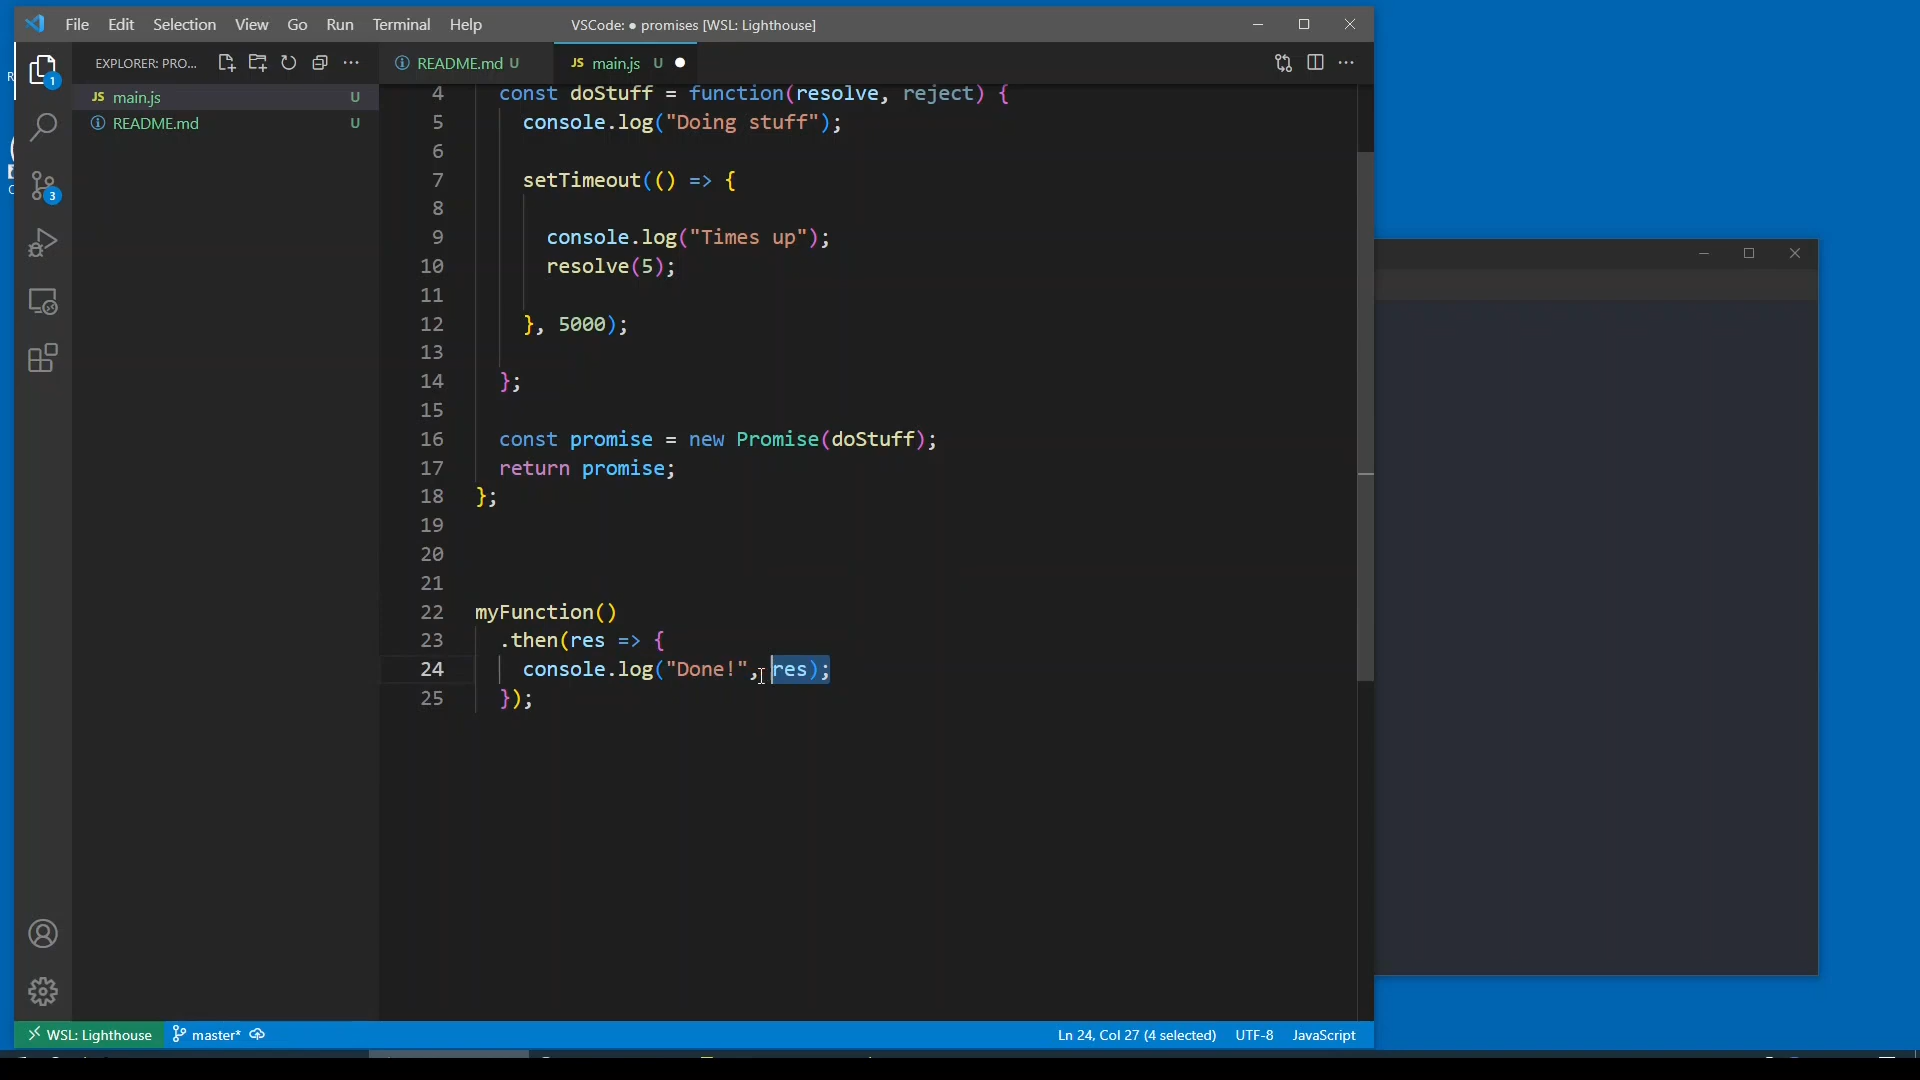 File Edit Selection View Go Run Terminal Help VSCode: ● promises [WSL: Lighthouse]
EXPLORER: PRO... ···
README.md U JS main.js U ● ···
JS main.js U
README.md U
1
3
4 const doStuff = function(resolve, reject) {
5 console.log("Doing stuff");
6
7 setTimeout(() => {
8
9 console.log("Times up");
10 resolve(5);
11
12 }, 5000);
13
14 };
15
16 const promise = new Promise(doStuff);
17 return promise;
18 };
19
20
21
22 myFunction()
23 .then(res => {
24 console.log("Done!", res);
25 });
WSL: Lighthouse master* Ln 24, Col 27 (4 selected) UTF-8 JavaScript